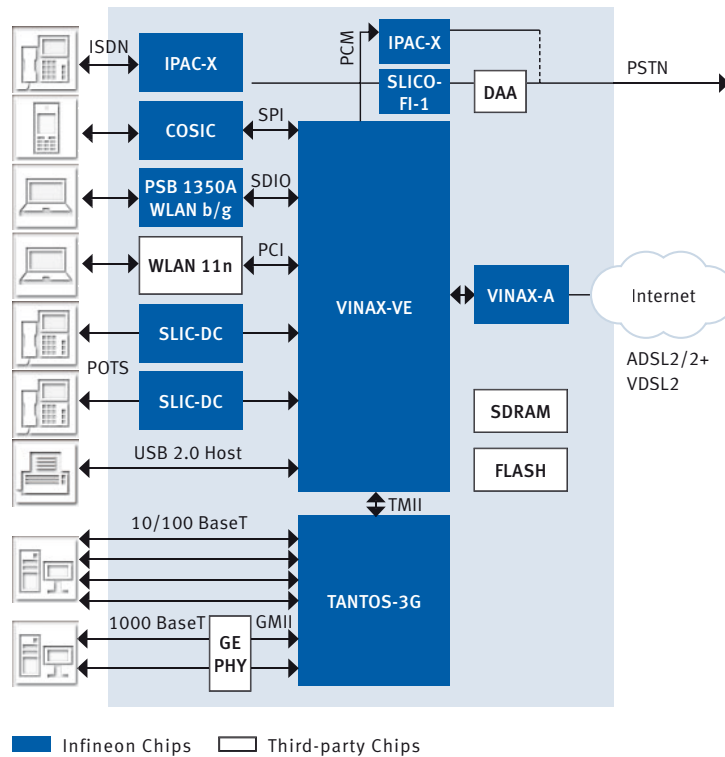 ISDN
IPAC-X
PCM
IPAC-X
SLICO-
FI-1
DAA
PSTN
COSIC
SPI
PSB 1350A
WLAN b/g
SDIO
WLAN 11n
PCI
VINAX-VE
VINAX-A
Internet
ADSL2/2+
VDSL2
SLIC-DC
POTS
SLIC-DC
SDRAM
FLASH
USB 2.0 Host
TMII
10/100 BaseT
TANTOS-3G
1000 BaseT
GMII
GE
PHY
Infineon Chips
Third-party Chips